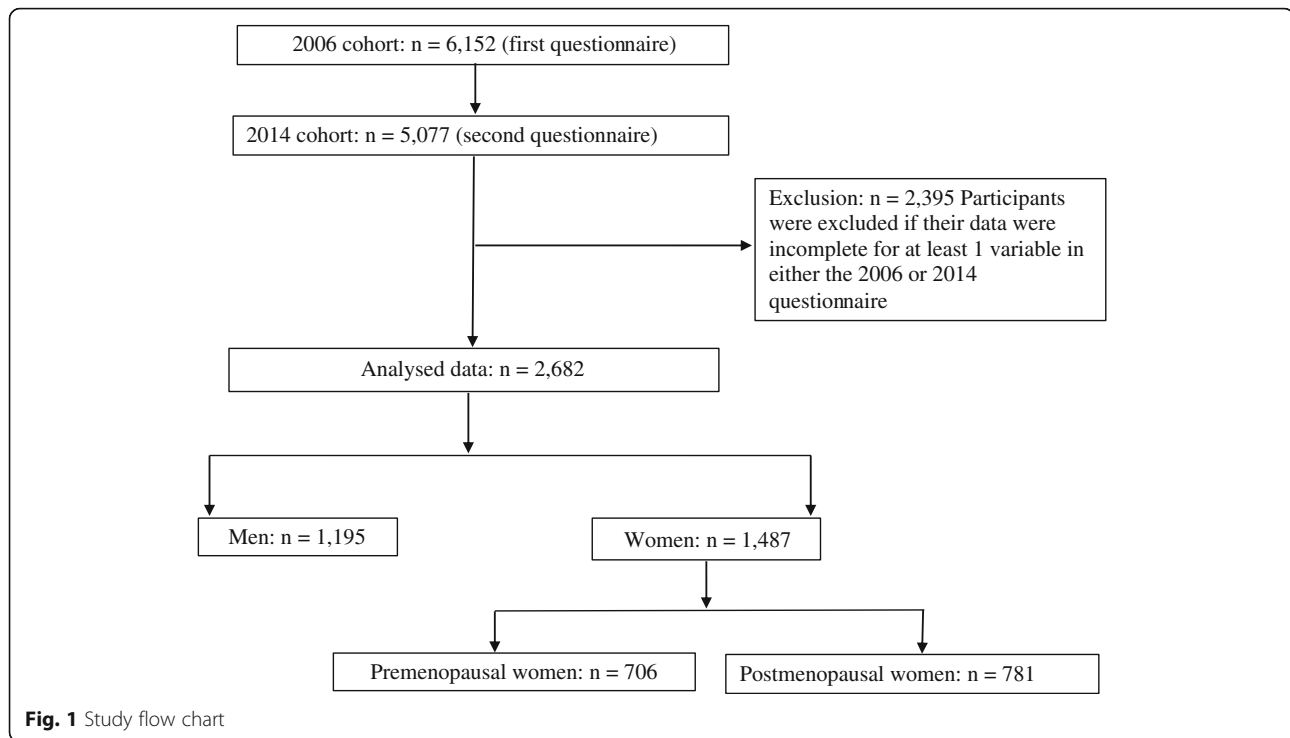 2006 cohort: n = 6,152 (first questionnaire)
2014 cohort: n = 5,077 (second questionnaire)
Exclusion: n = 2,395 Participants
were excluded if their data were
incomplete for at least 1 variable in
either the 2006 or 2014
questionnaire
Analysed data: n = 2,682
Men: n = 1,195
Women: n = 1,487
Premenopausal women: n = 706
Postmenopausal women: n = 781
Fig. 1 Study flow chart